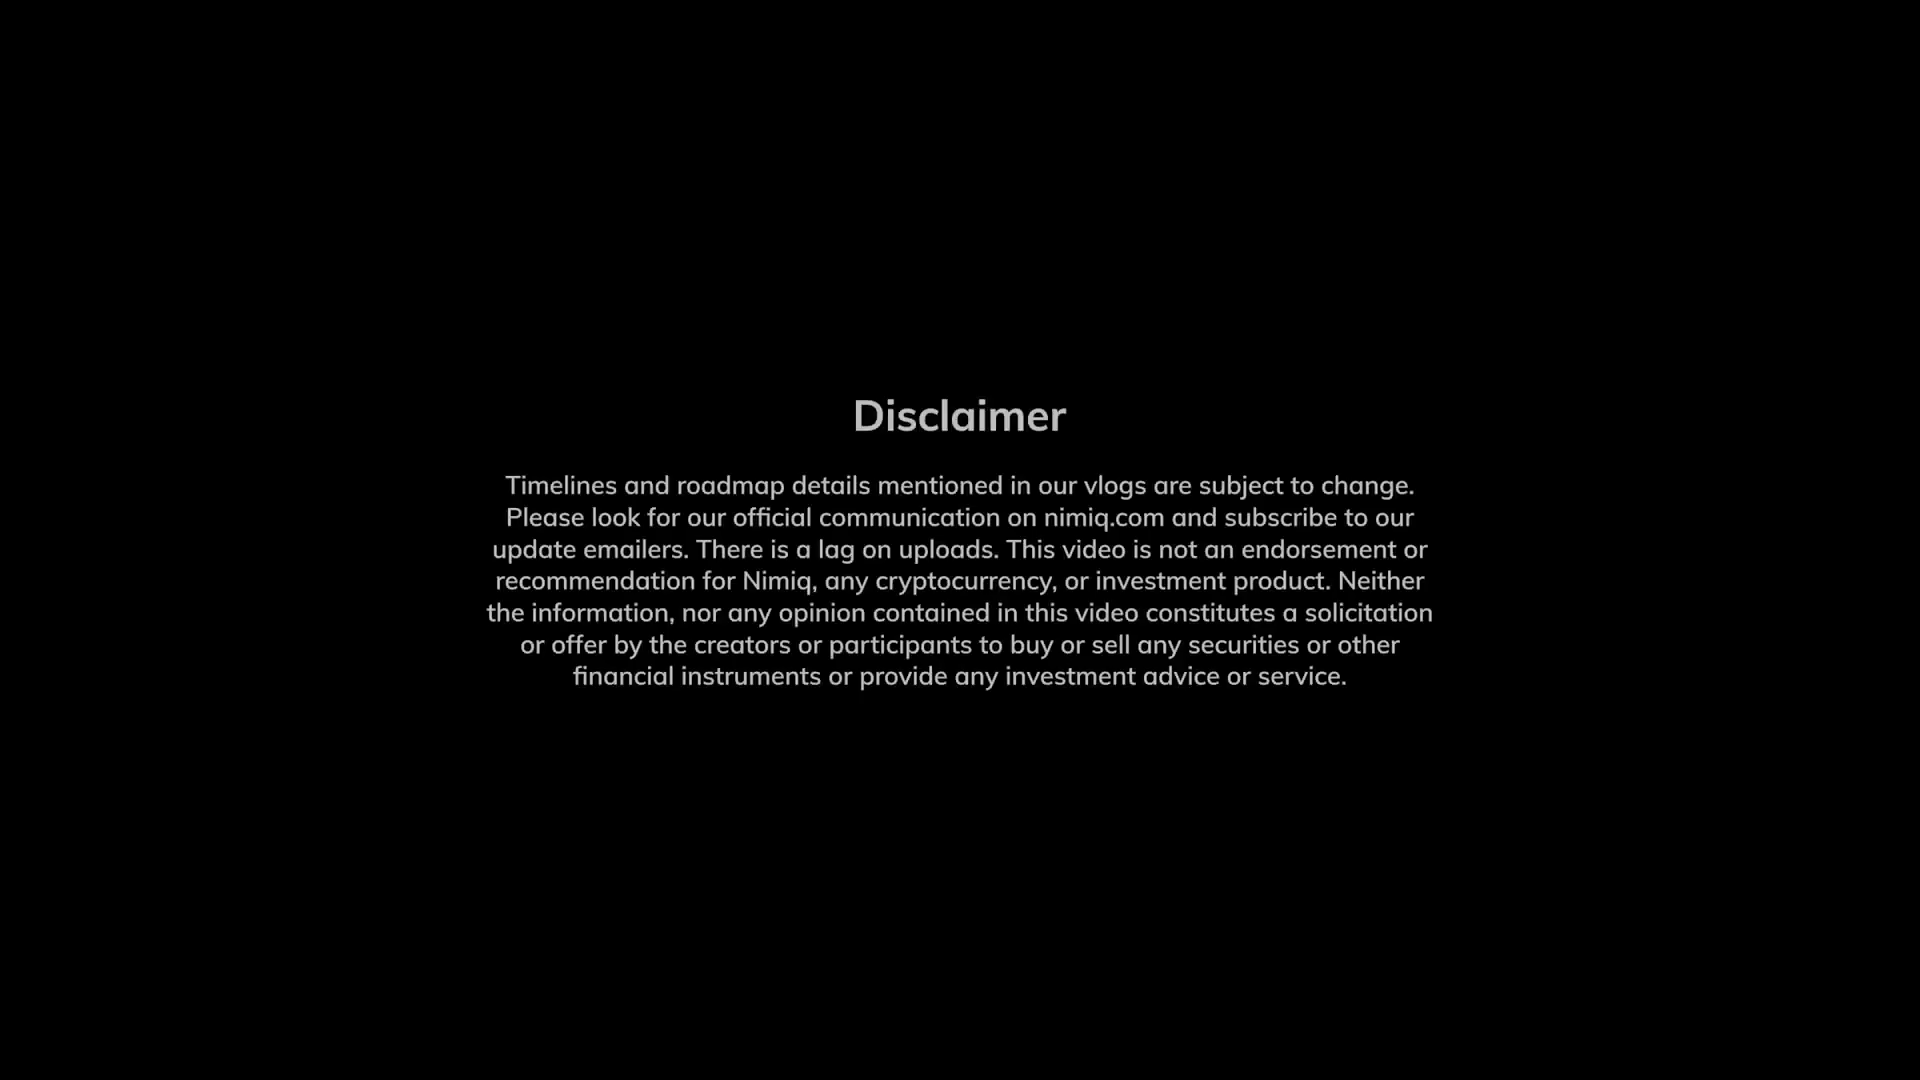 Disclaimer
Timelines and roadmap details mentioned in our vlogs are subject to change.
Please look for our official communication on nimiq.com and subscribe to our
update emailers. There is a lag on uploads. This video is not an endorsement or
recommendation for Nimiq, any cryptocurrency, or investment product. Neither
the information, nor any opinion contained in this video constitutes a solicitation
or offer by the creators or participants to buy or sell any securities or other
financial instruments or provide any investment advice or service.